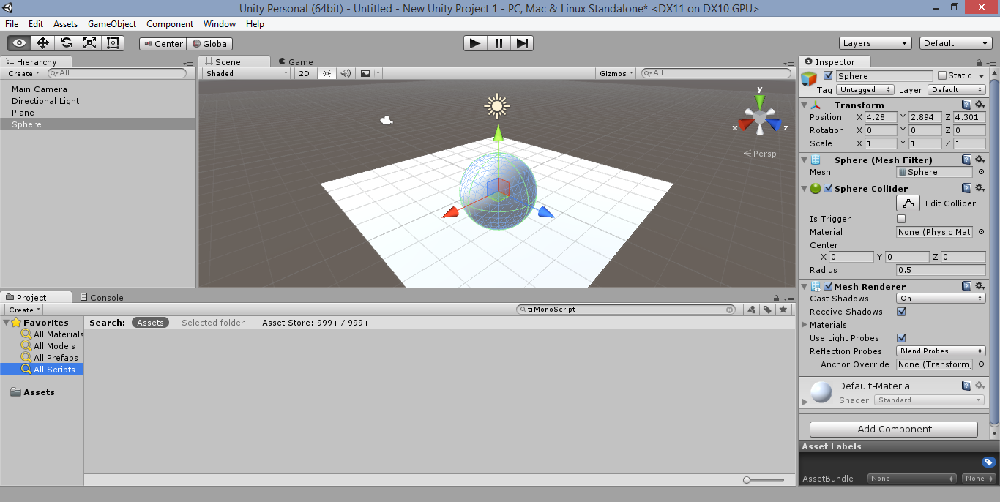 Unity Personal (64bit) - Untitled - New Unity Project 1 - PC, Mac & Linux Standalone* <DX11 on DX10 GPU>
File Edit Assets GameObject Component Window Help
Center Global Layers Default
Hierarchy
Create All
Main Camera
Directional Light
Plane
Sphere
Scene Game
Shaded 2D Gizmos All
y
x z
Persp
Inspector
Sphere Static
Tag Untagged Layer Default
Transform
Position X 4.28 Y 2.894 Z 4.301
Rotation X 0 Y 0 Z 0
Scale X 1 Y 1 Z 1
Sphere (Mesh Filter)
Mesh Sphere
Sphere Collider
Edit Collider
Is Trigger
Material None (Physic Mate
Center
X 0 Y 0 Z 0
Radius 0.5
Mesh Renderer
Cast Shadows On
Receive Shadows
Materials
Use Light Probes
Reflection Probes Blend Probes
Anchor Override None (Transform)
Default-Material
Shader Standard
Add Component
Asset Labels
AssetBundle None None
Project Console
Create t:MonoScript
Favorites
All Materials
All Models
All Prefabs
All Scripts
Assets
Search: Assets Selected folder Asset Store: 999+ / 999+